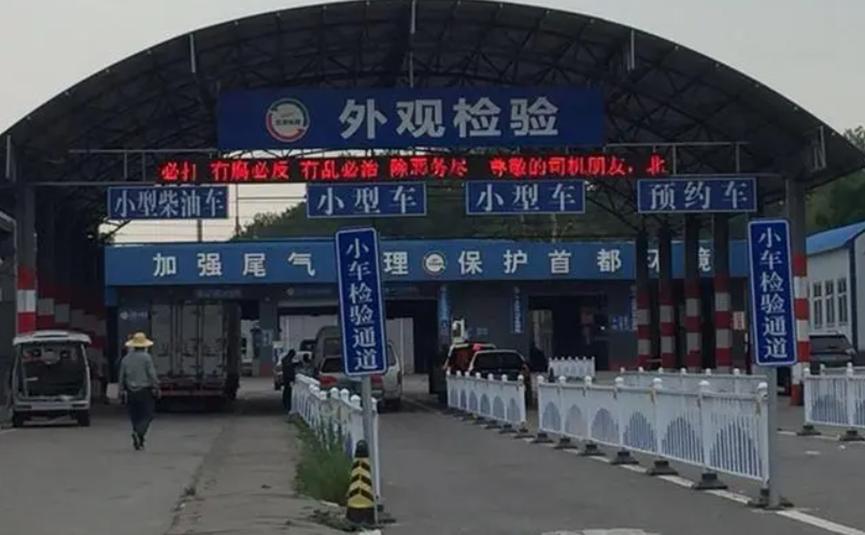 外观检验
必打 有腐必反 有乱必治 除恶务尽 尊敬的司机朋友，北
小型柴油车
小型车
小型车
预约车
加强尾气 理 保护首都 环境
小车检验通道
小车检验通道